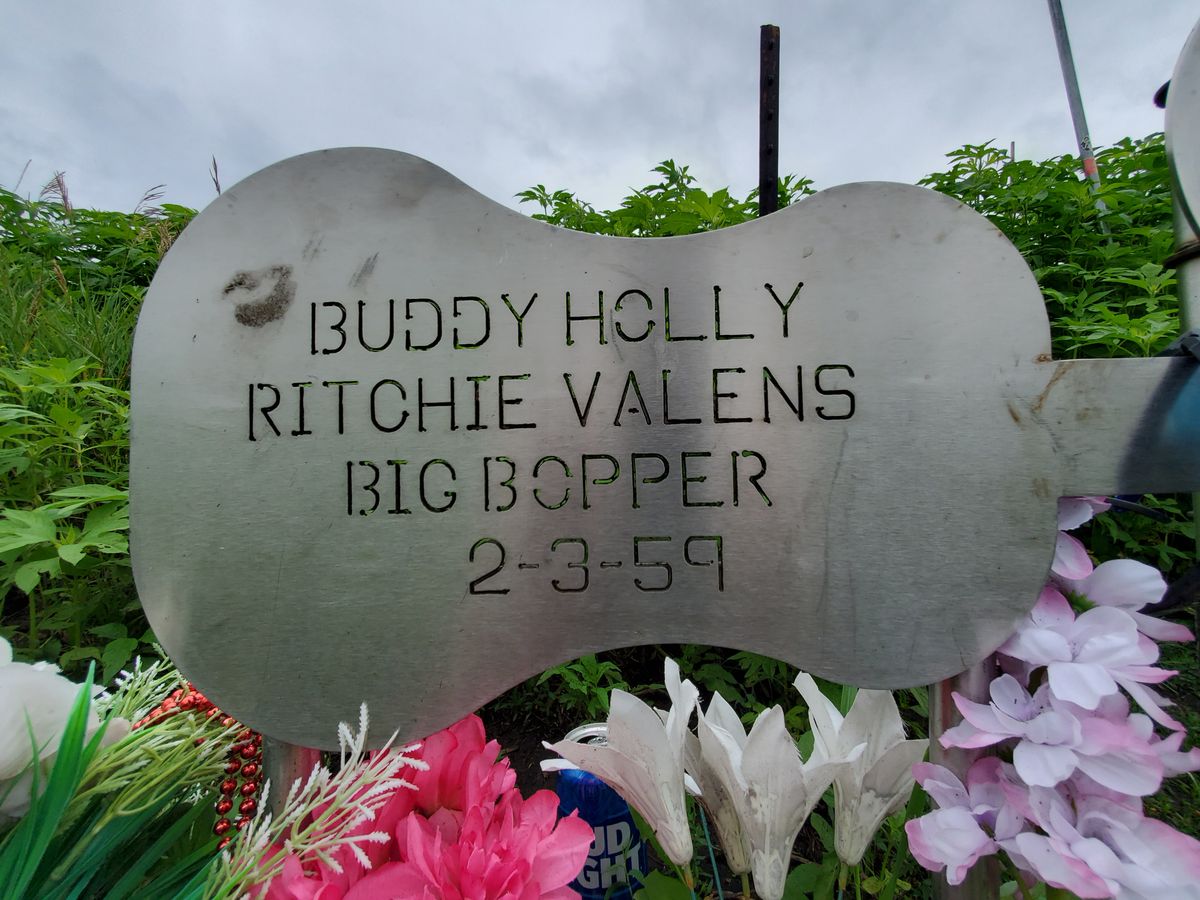 BUDDY HOLLY
RITCHIE VALENS
BIG BOPPER
2-3-59